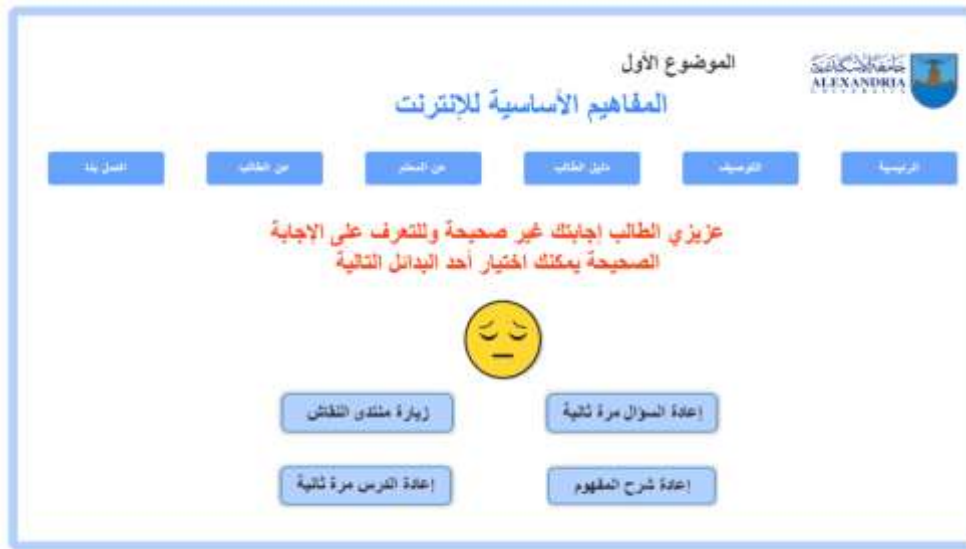 الموضوع الأول
جامعة الإسكندرية
ALEXANDRIA
UNIVERSITY
المفاهيم الأساسية للإنترنت
الرئيسية
التوصيف
دليل الطالب
عن المعلم
عن الطالب
اتصل بنا
عزيزي الطالب إجابتك غير صحيحة وللتعرف على الإجابة
الصحيحة يمكنك اختيار أحد البدائل التالية
إعادة السؤال مرة ثانية
زيارة منتدى النقاش
إعادة شرح المفهوم
إعادة الدرس مرة ثانية